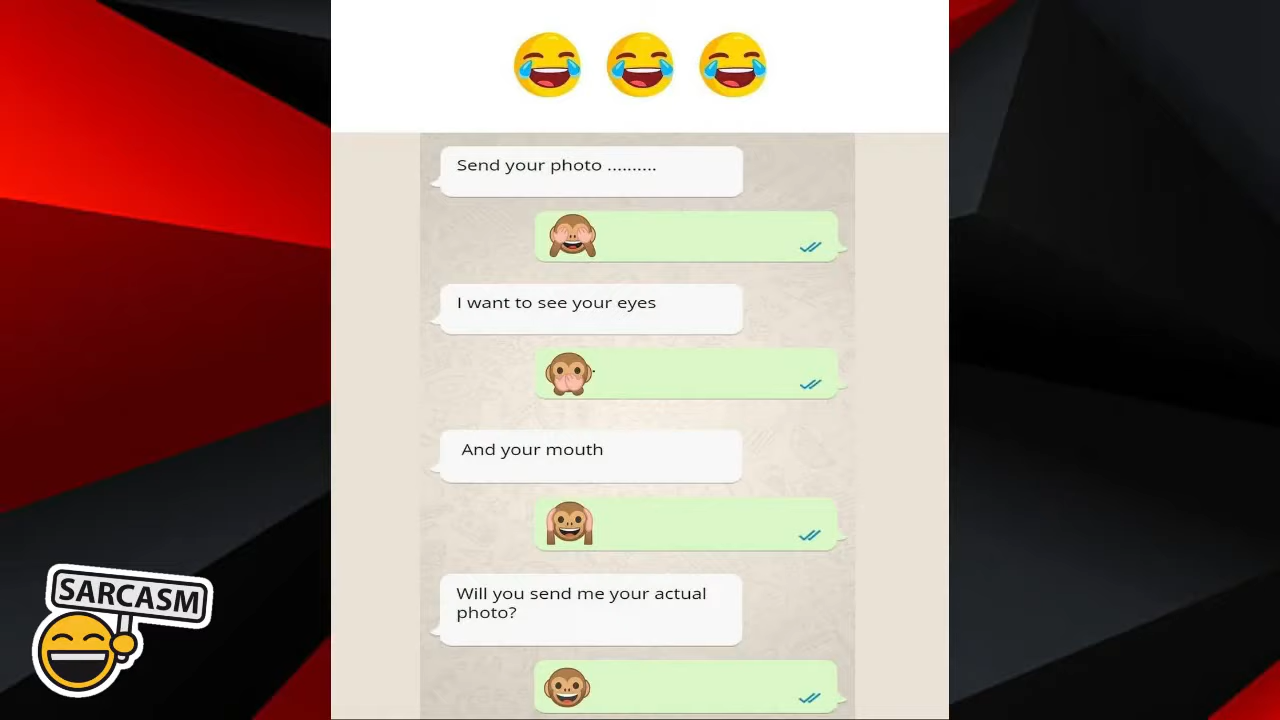 Send your photo ..........
I want to see your eyes
And your mouth
Will you send me your actual
photo?
SARCASM